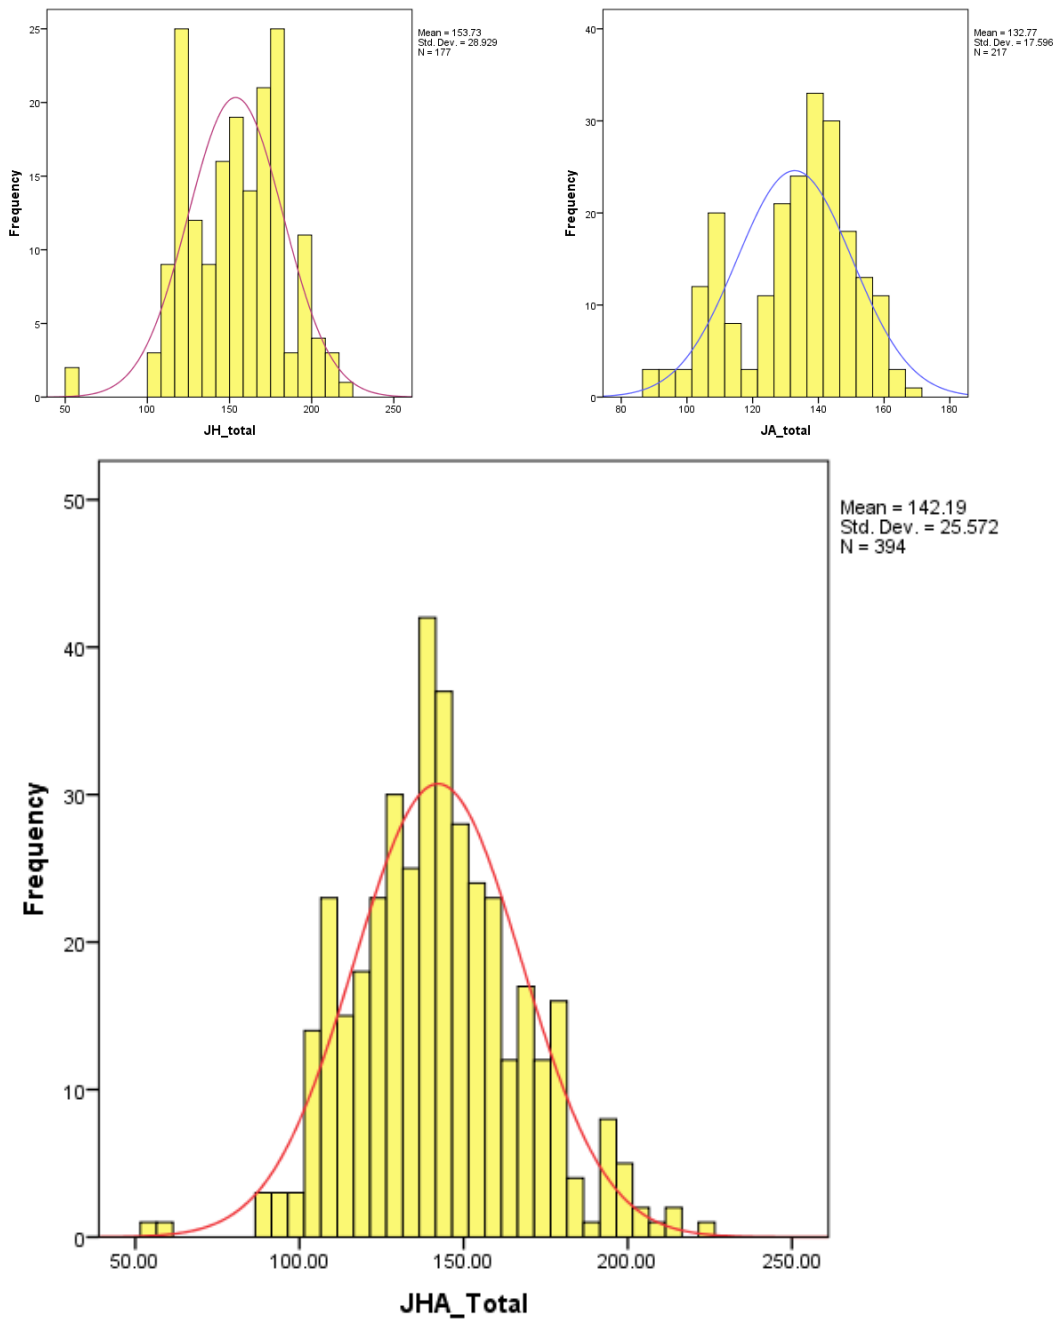 Mean = 153.73
Std. Dev. = 28.929
N = 177
Frequency
25
20
15
10
5
0
50 100 150 200 250
JH_total
Mean = 132.77
Std. Dev. = 17.596
N = 217
Frequency
40
30
20
10
0
80 100 120 140 160 180
JA_total
Mean = 142.19
Std. Dev. = 25.572
N = 394
Frequency
50
40
30
20
10
0
50.00 100.00 150.00 200.00 250.00
JHA_Total